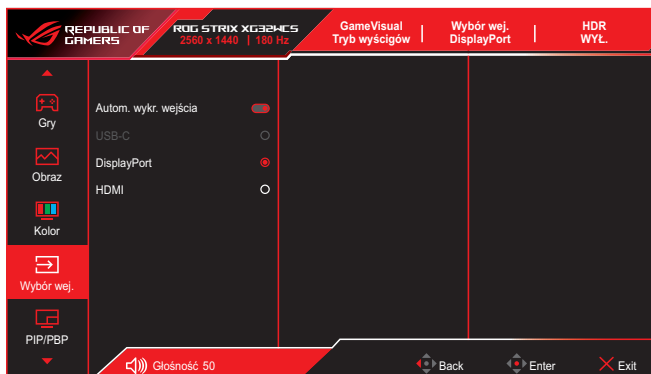 REPUBLIC OF
GAMERS
ROG STRIX XG32WCS
2560 x 1440 | 180 Hz
GameVisual
Tryb wyścigów
Wybór wej.
DisplayPort
HDR
WYŁ.
Gry
Obraz
Kolor
Wybór wej.
PIP/PBP
Autom. wykr. wejścia
USB-C
DisplayPort
HDMI
Głośność 50
Back
Enter
Exit